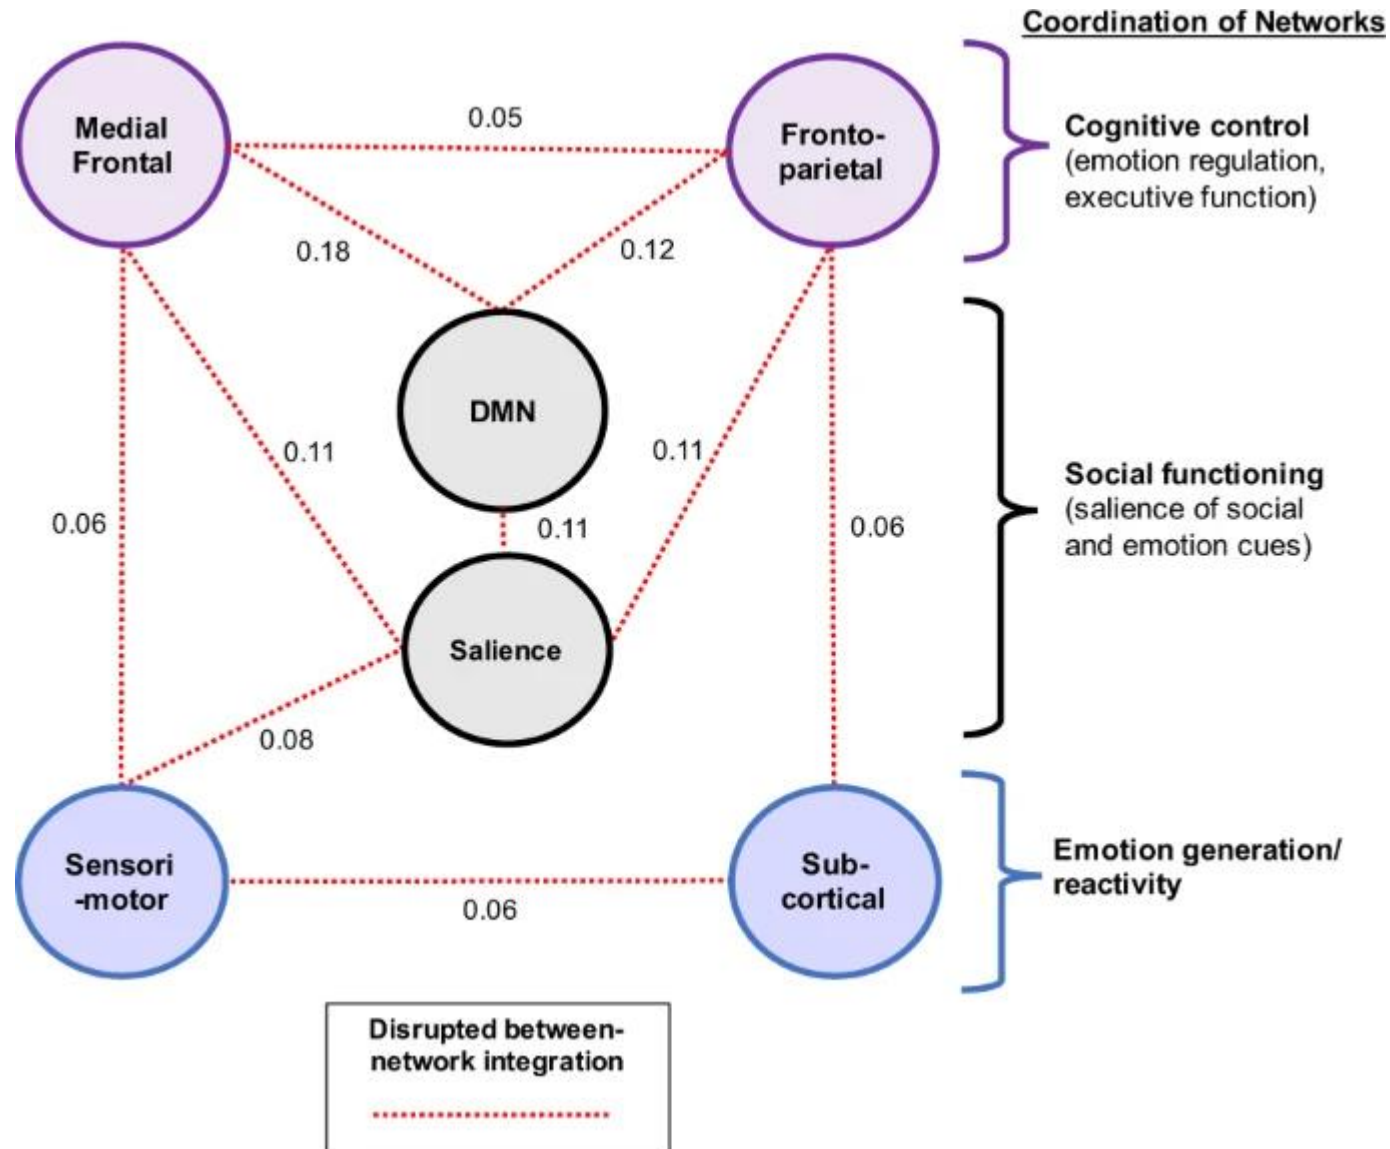 Coordination of Networks
Medial
Frontal
0.05
Fronto-
parietal
Cognitive control
(emotion regulation,
executive function)
0.18
0.12
DMN
0.11
0.11
0.06
0.11
0.06
Social functioning
(salience of social
and emotion cues)
Salience
0.08
Sensori
-motor
0.06
Sub-
cortical
Emotion generation/
reactivity
Disrupted between-
network integration